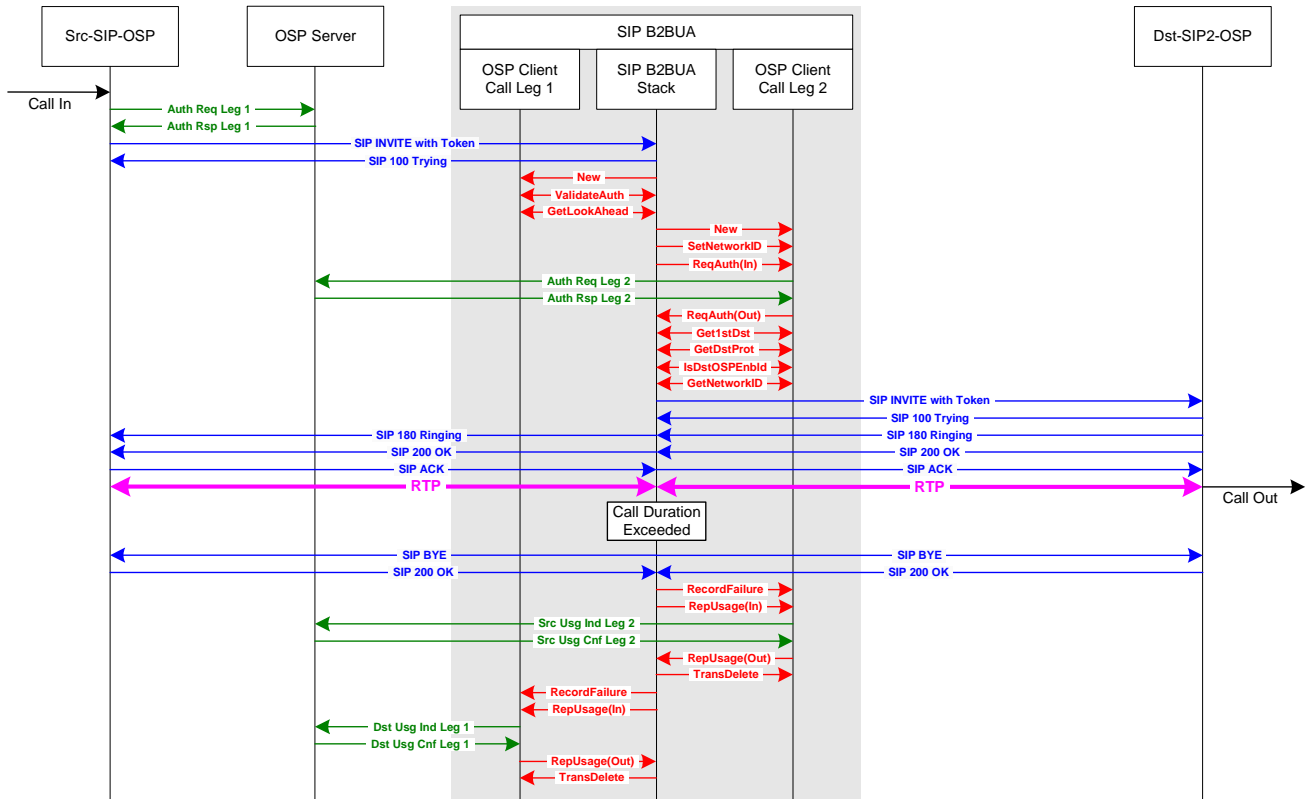 Src-SIP-OSP
OSP Server
SIP B2BUA
Dst-SIP2-OSP
OSP Client
Call Leg 1
SIP B2BUA
Stack
OSP Client
Call Leg 2
Call In
Auth Req Leg 1
Auth Rsp Leg 1
SIP INVITE with Token
SIP 100 Trying
New
ValidateAuth
GetLookAhead
New
SetNetworkID
ReqAuth(In)
Auth Req Leg 2
Auth Rsp Leg 2
ReqAuth(Out)
Get1stDst
GetDstProt
IsDstOSPEnbld
GetNetworkID
SIP INVITE with Token
SIP 100 Trying
SIP 180 Ringing
SIP 180 Ringing
SIP 200 OK
SIP 200 OK
SIP ACK
SIP ACK
RTP
RTP
Call Out
Call Duration
Exceeded
SIP BYE
SIP BYE
SIP 200 OK
SIP 200 OK
RecordFailure
RepUsage(In)
Src Usg Ind Leg 2
Src Usg Cnf Leg 2
RepUsage(Out)
TransDelete
RecordFailure
RepUsage(In)
Dst Usg Ind Leg 1
Dst Usg Cnf Leg 1
RepUsage(Out)
TransDelete